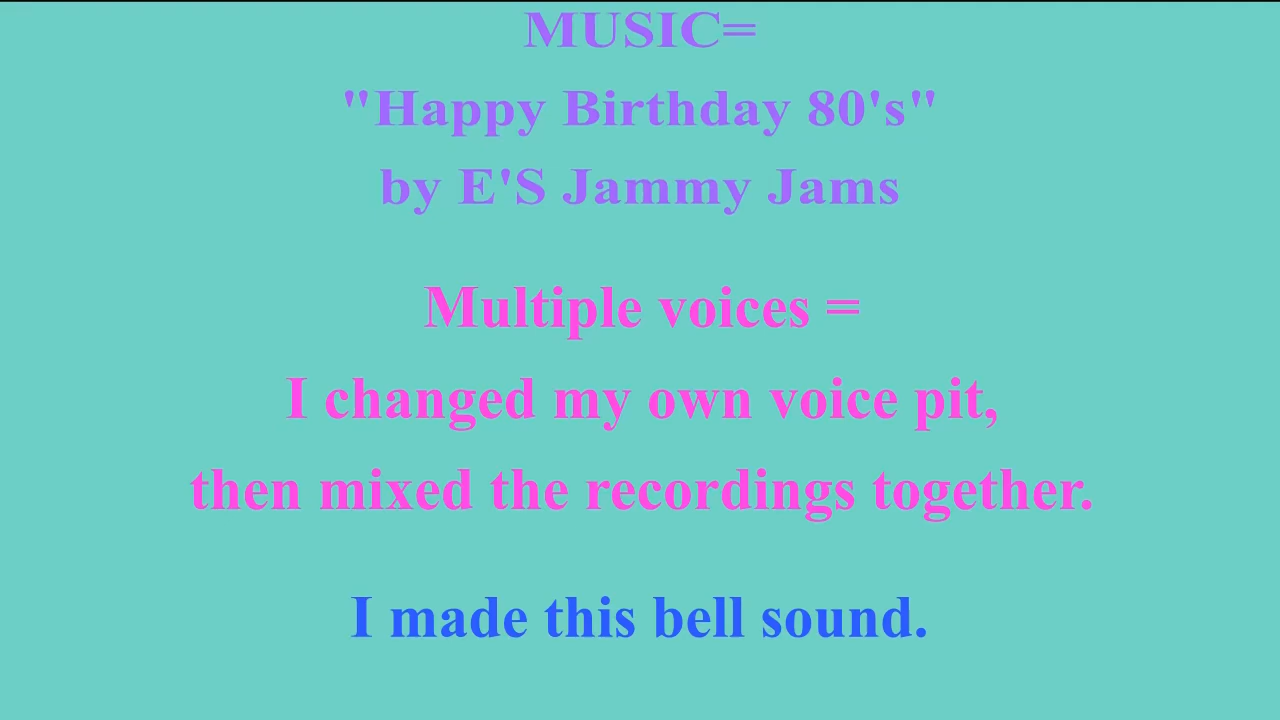 MUSIC=
"Happy Birthday 80's"
by E'S Jammy Jams
Multiple voices =
I changed my own voice pit,
then mixed the recordings together.
I made this bell sound.